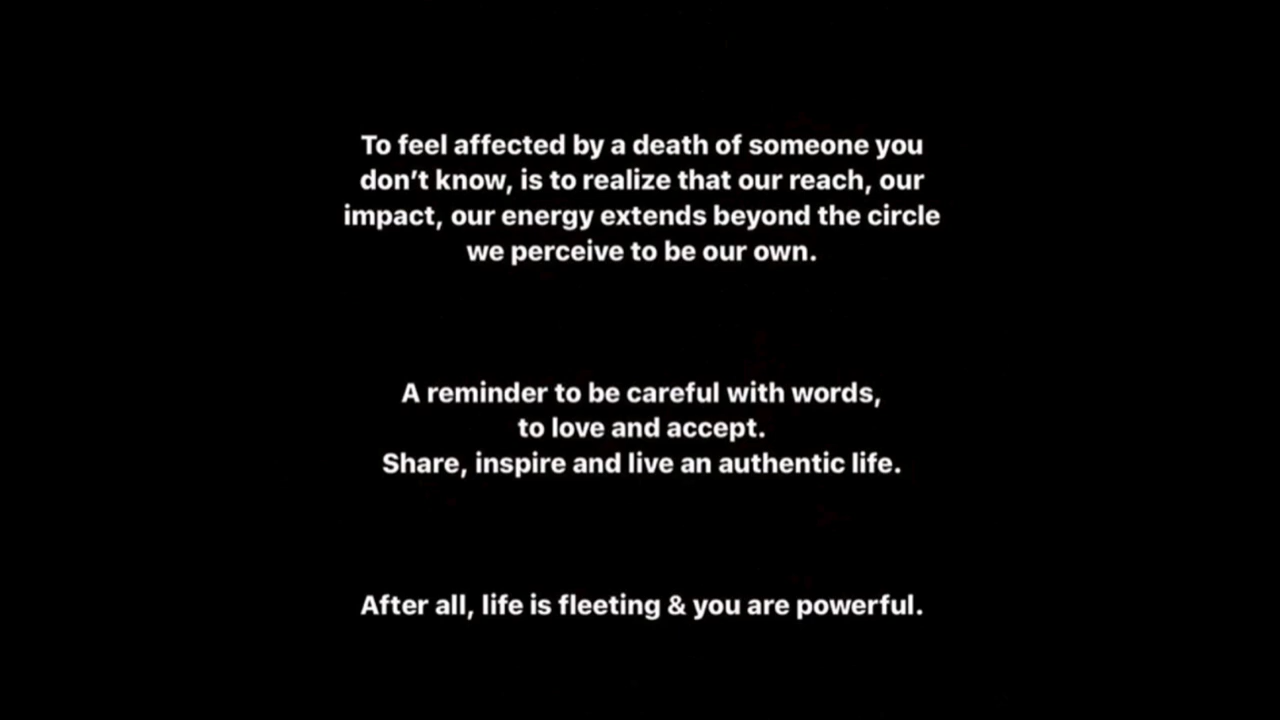 To feel affected by a death of someone you
don’t know, is to realize that our reach, our
impact, our energy extends beyond the circle
we perceive to be our own.
A reminder to be careful with words,
to love and accept.
Share, inspire and live an authentic life.
After all, life is fleeting & you are powerful.